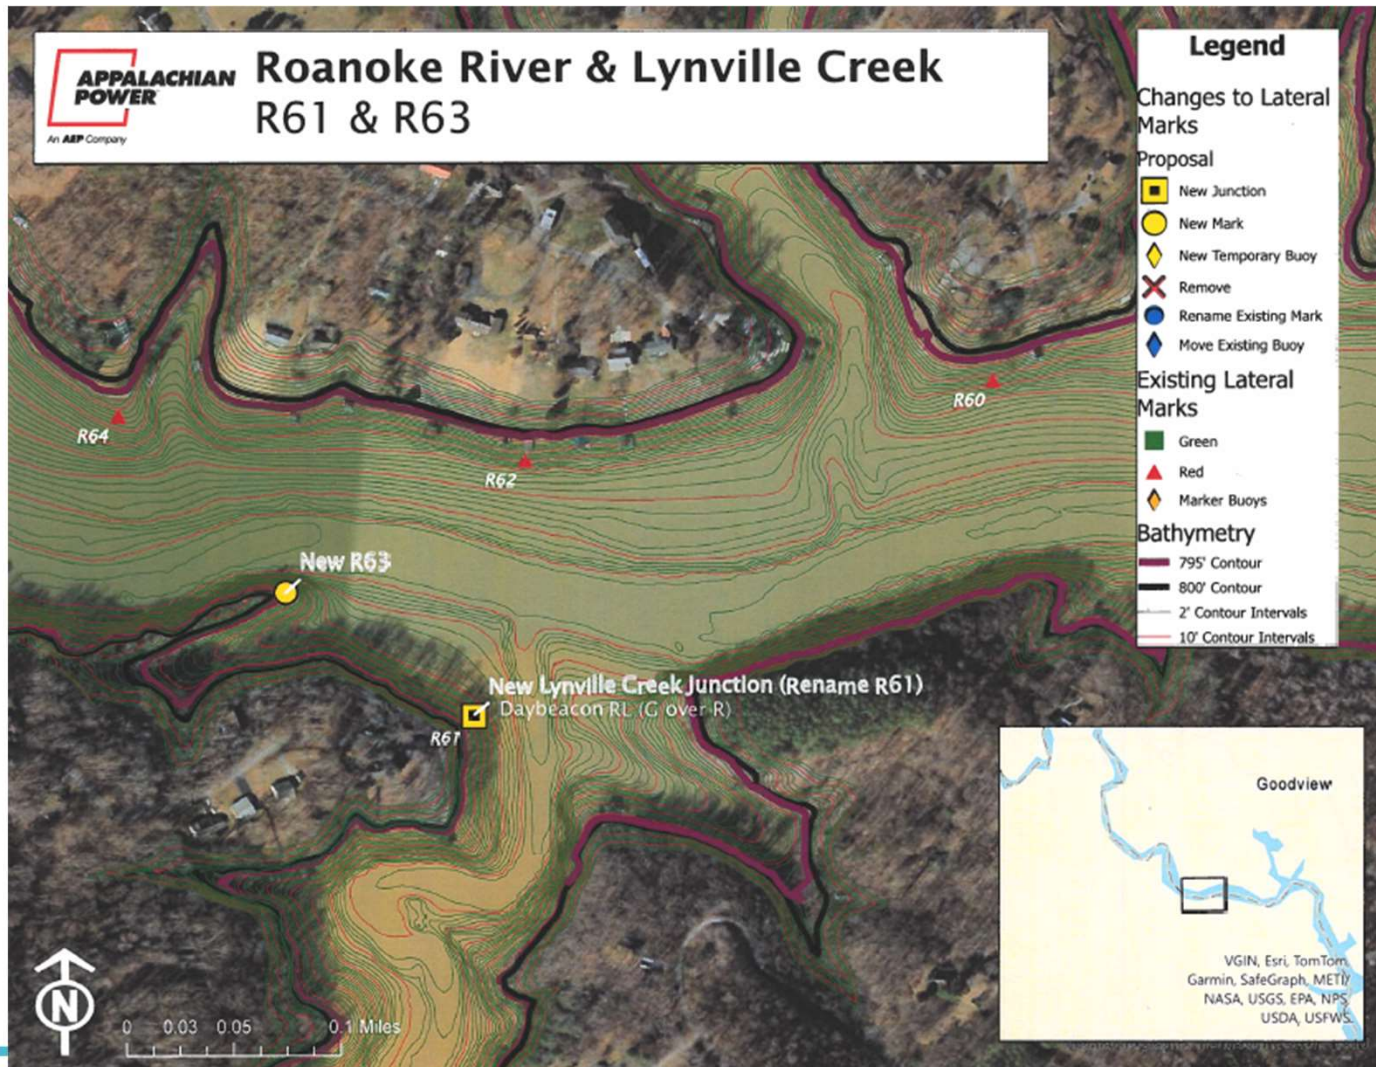 APPALACHIAN
POWER
An AEP Company
Roanoke River & Lynville Creek
R61 & R63
Legend
Changes to Lateral
Marks
Proposal
New Junction
New Mark
New Temporary Buoy
Remove
Rename Existing Mark
Move Existing Buoy
Existing Lateral
Marks
Green
Red
Marker Buoys
Bathymetry
795' Contour
800' Contour
2' Contour Intervals
10' Contour Intervals
R60
R64
R62
New R63
New Lynville Creek Junction (Rename R61)
Daybeacon RL (G over R)
R61
Goodview
VGIN, Esri, TomTom,
Garmin, SafeGraph, METI/
NASA, USGS, EPA, NPS,
USDA, USFWS
N
0 0.03 0.05 0.1 Miles